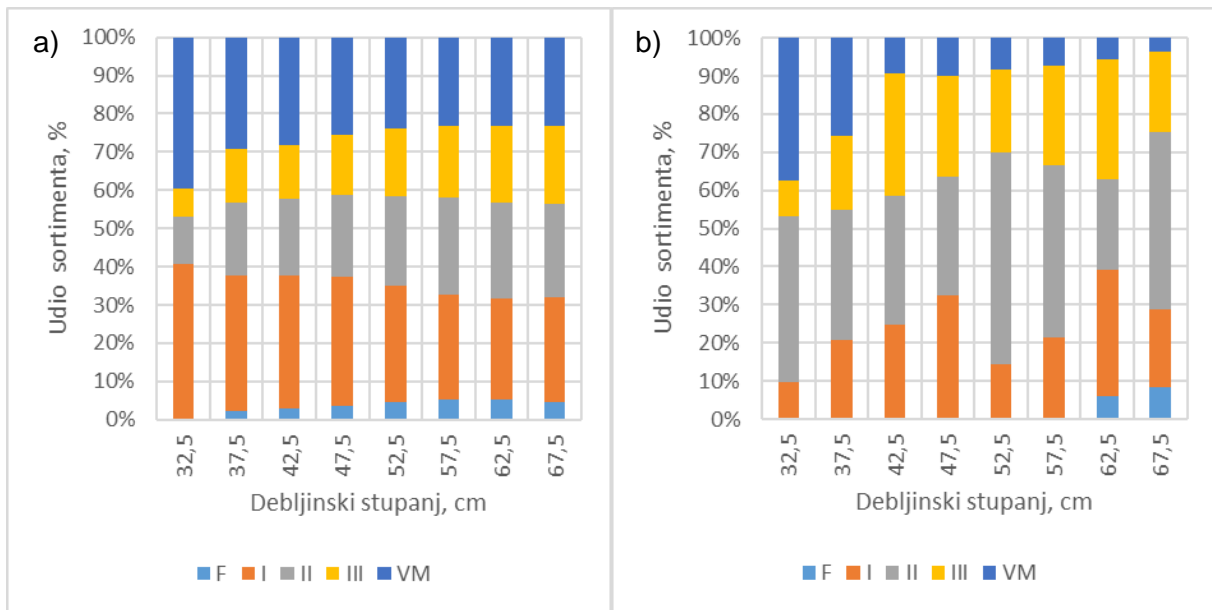 a)
100%
90%
80%
70%
60%
50%
40%
30%
20%
10%
0%
Udio sortimenta, %
32,5 37,5 42,5 47,5 52,5 57,5 62,5 67,5
Debljinski stupanj, cm
F I II III VM
b)
100%
90%
80%
70%
60%
50%
40%
30%
20%
10%
0%
Udio sortimenta, %
32,5 37,5 42,5 47,5 52,5 57,5 62,5 67,5
Debljinski stupanj, cm
F I II III VM